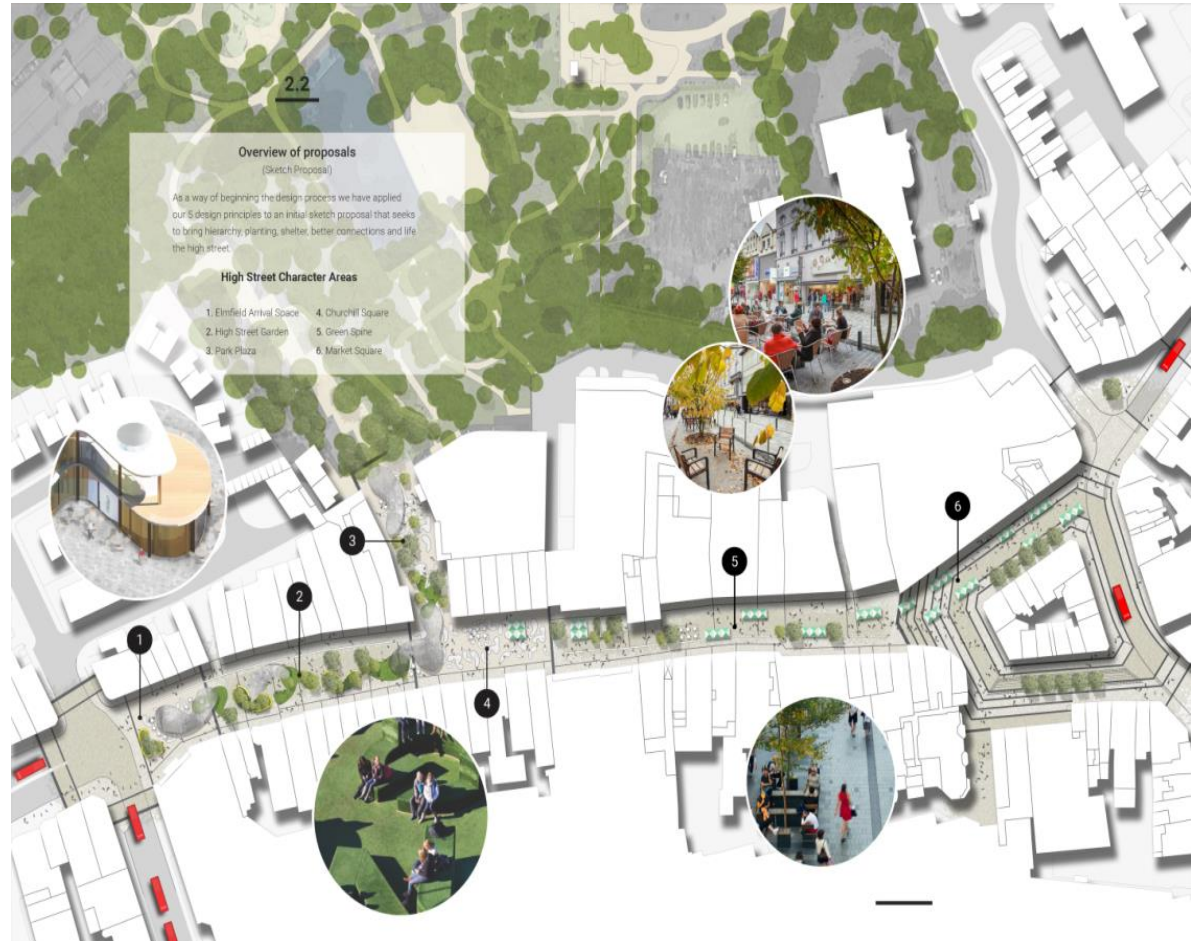 2.2
Overview of proposals
(Sketch Proposal)
As a way of beginning the design process we have applied
our 5 design principles to an initial sketch proposal that seeks
to bring hierarchy, planting, shelter, better connections and life
the high street.
High Street Character Areas
1. Elmfield Arrival Space
2. High Street Garden
3. Park Plaza
4. Churchill Square
5. Green Spine
6. Market Square
1
2
3
4
5
6